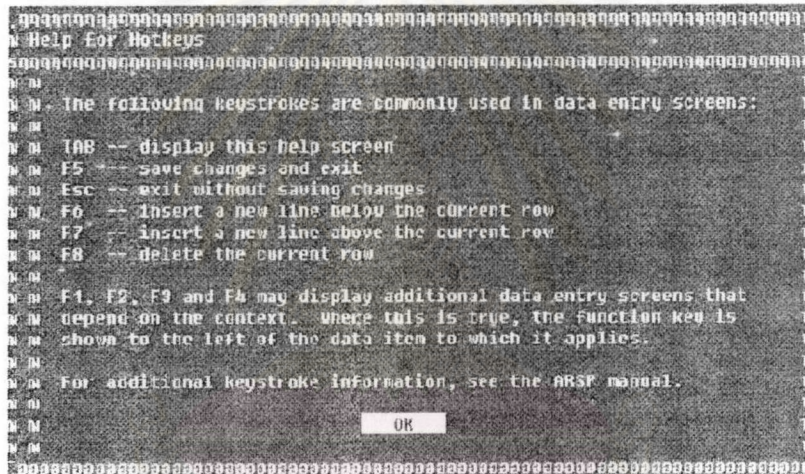 Help for Hotkeys
The following keystrokes are commonly used in data entry screens:
TAB -- display this help screen
F5 -- save changes and exit
Esc -- exit without saving changes
F6 -- insert a new line below the current row
F7 -- insert a new line above the current row
F8 -- delete the current row
F1, F2, F3 and F4 may display additional data entry screens that
depend on the context. Where this is true, the function key is
shown to the left of the data item to which it applies.
For additional keystroke information, see the ARSP manual.
OK